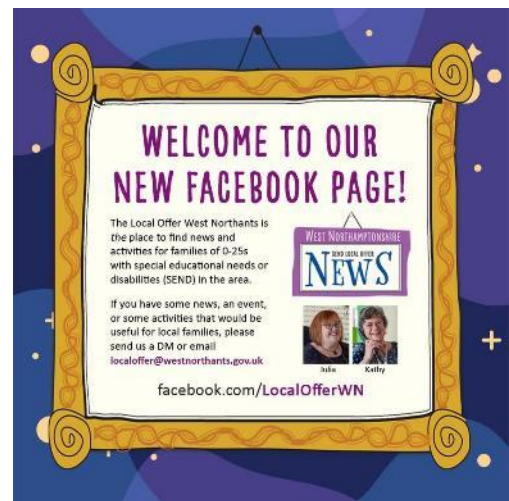 WELCOME TO OUR
NEW FACEBOOK PAGE!
The Local Offer West Northants is
the place to find news and
activities for families of 0-25s
with special educational needs or
disabilities (SEND) in the area.
If you have some news, an event,
or some activities that would be
useful for local families, please
send us a DM or email
localoffer@westnorthants.gov.uk
WEST NORTHAMPTONSHIRE
SEND LOCAL OFFER
NEWS
Julie Kathy
facebook.com/LocalOfferWN